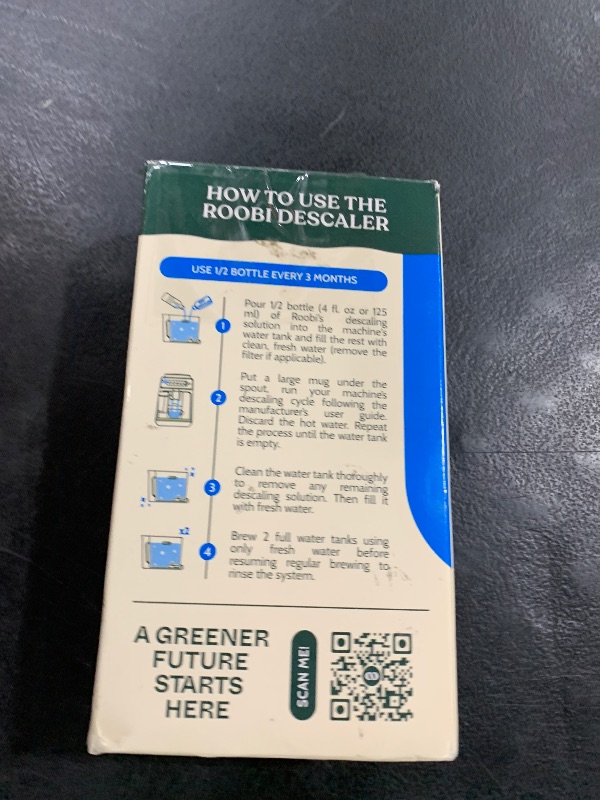 HOW TO USE THE
ROOBI DESCALER
USE 1/2 BOTTLE EVERY 3 MONTHS
1
Pour 1/2 bottle (4 fl. oz or 125
ml) of Roobi's descaling
solution into the machine's
water tank and fill the rest with
clean, fresh water (remove the
filter if applicable).
2
Put a large mug under the
spout, run your machine's
descaling cycle following the
manufacturer's user guide.
Discard the hot water. Repeat
the process until the water tank
is empty.
3
Clean the water tank thoroughly
to remove any remaining
descaling solution. Then fill it
with fresh water.
x2
4
Brew 2 full water tanks using
only fresh water before
resuming regular brewing to
rinse the system.
A GREENER
FUTURE
STARTS
HERE
SCAN ME!